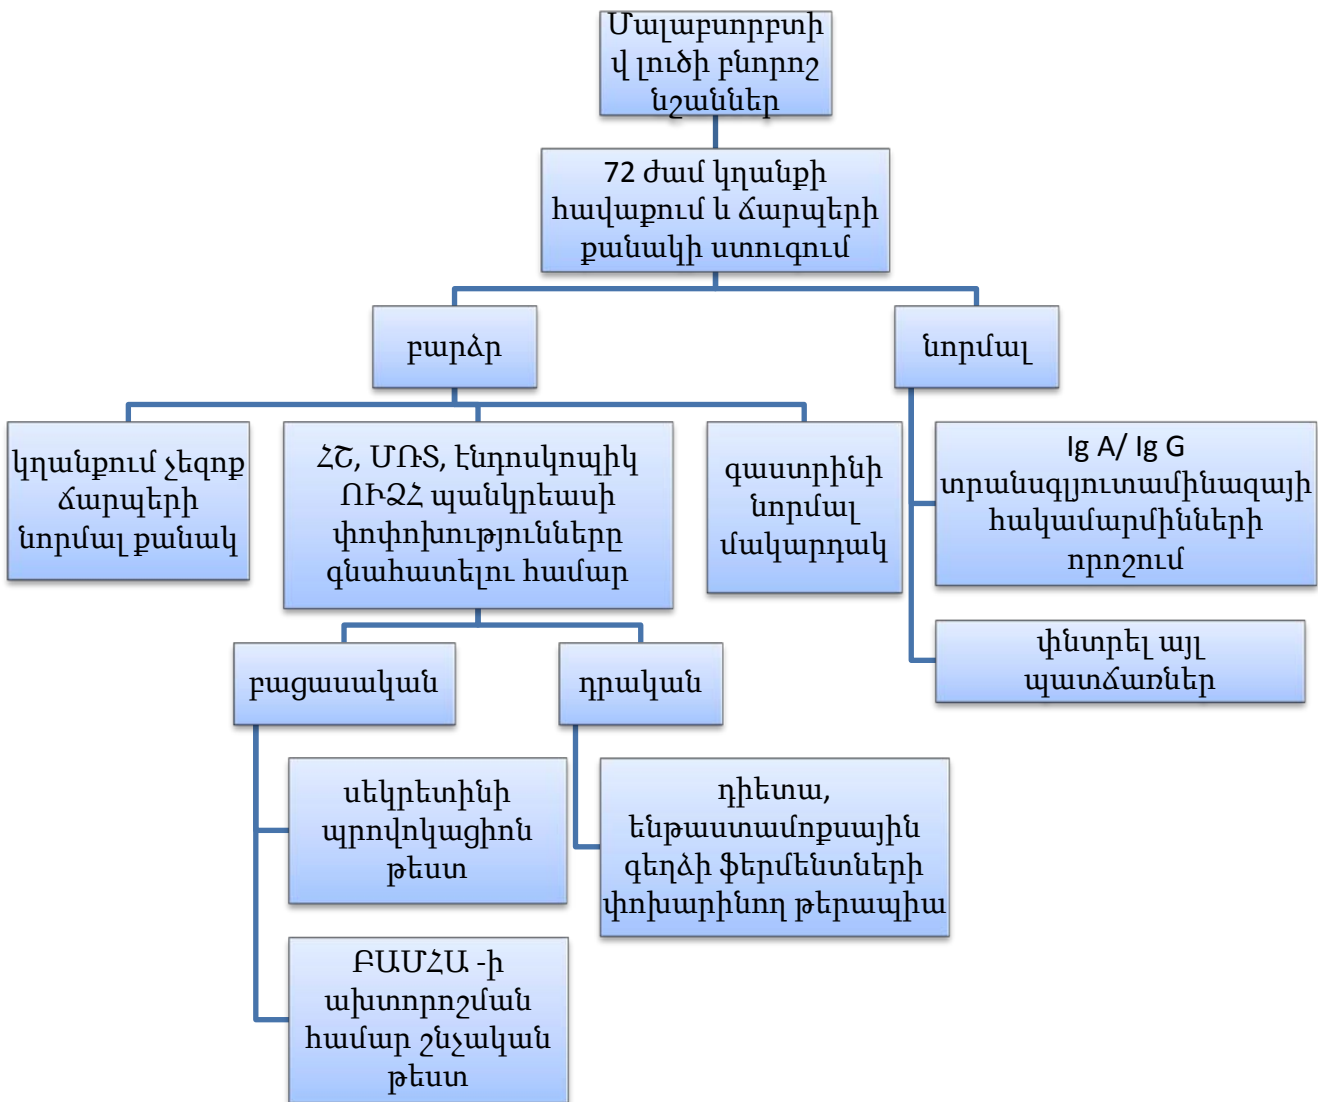 Մալաբսորբտի
վ լուծի բնորոշ
նշաններ
72 ժամ կղանքի
հավաքում և ճարպերի
քանակի ստուգում
բարձր
նորմալ
կղանքում չեզոք
ճարպերի
նորմալ քանակ
ՀՇ, ՄՌՏ, էնդոսկոպիկ
ՈՒՁՀ պանկրեասի
փոփոխությունները
գնահատելու համար
գաստրինի
նորմալ
մակարդակ
Ig A/ Ig G
տրանսգլյուտամինազայի
հակամարմինների
որոշում
փնտրել այլ
պատճառներ
բացասական
դրական
սեկրետինի
պրովոկացիոն
թեստ
դիետա,
ենթաստամոքսային
գեղձի ֆերմենտների
փոխարինող թերապիա
ԲԱՄՀԱ -ի
ախտորոշման
համար շնչական
թեստ